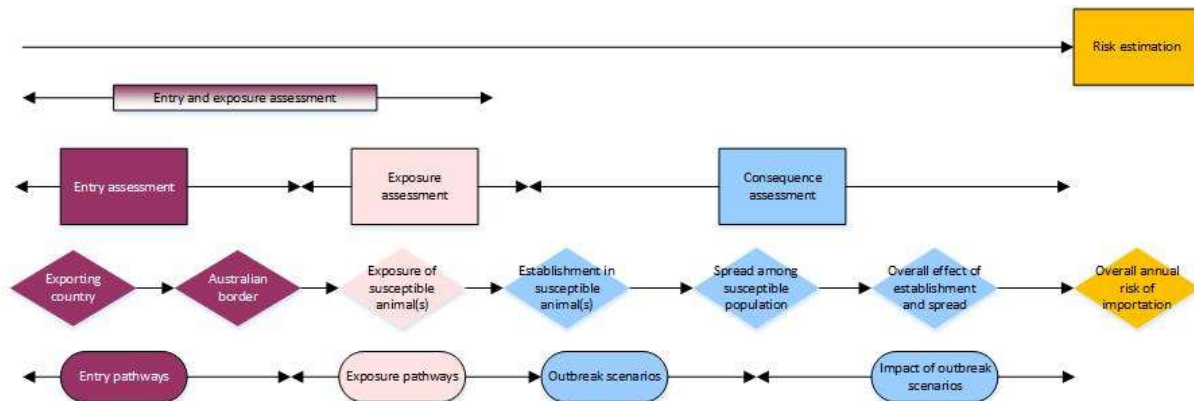 Risk estimation
Entry and exposure assessment
Entry assessment
Exposure
assessment
Consequence
assessment
Exporting
country
Australian
border
Exposure of
susceptible
animal(s)
Establishment in
susceptible
animal(s)
Spread among
susceptible
population
Overall effect of
establishment
and spread
Overall annual
risk of
importation
Entry pathways
Exposure pathways
Outbreak scenarios
Impact of outbreak
scenarios